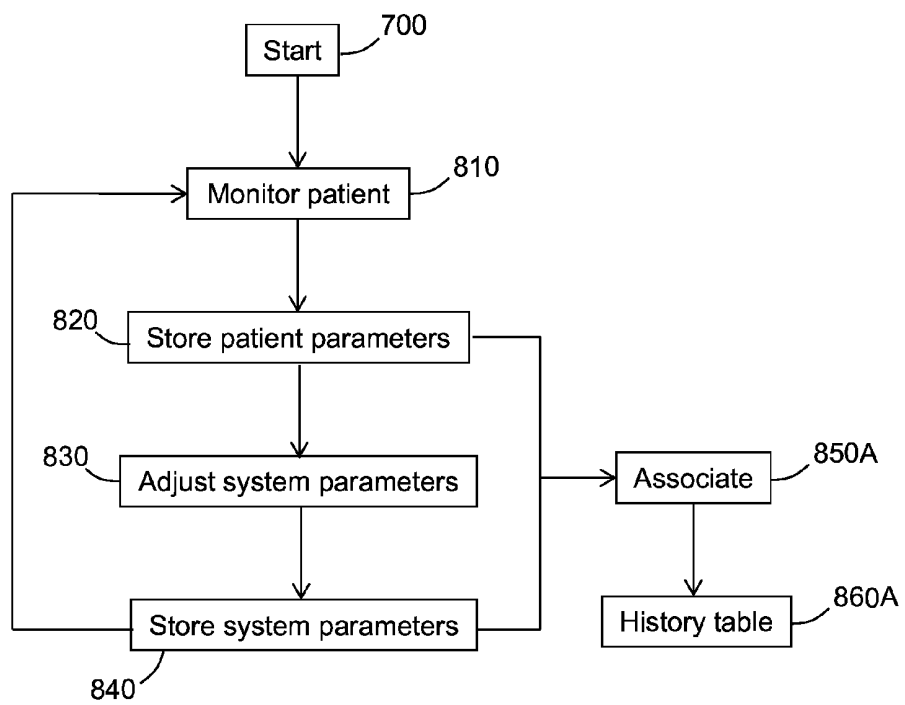 700
Start
810
Monitor patient
820
Store patient parameters
830
Adjust system parameters
850A
Associate
860A
History table
Store system parameters
840